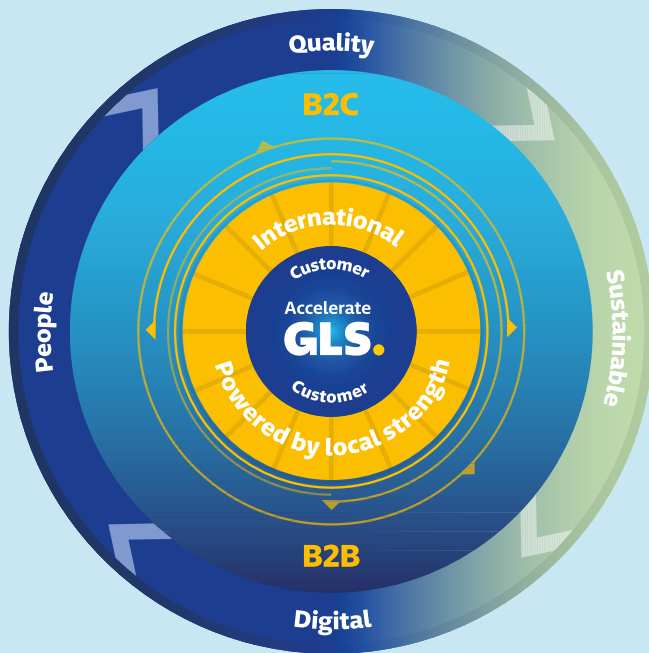 Quality
B2C
International
Customer
Accelerate
GLS.
Customer
Powered by local strength
People
Sustainable
B2B
Digital